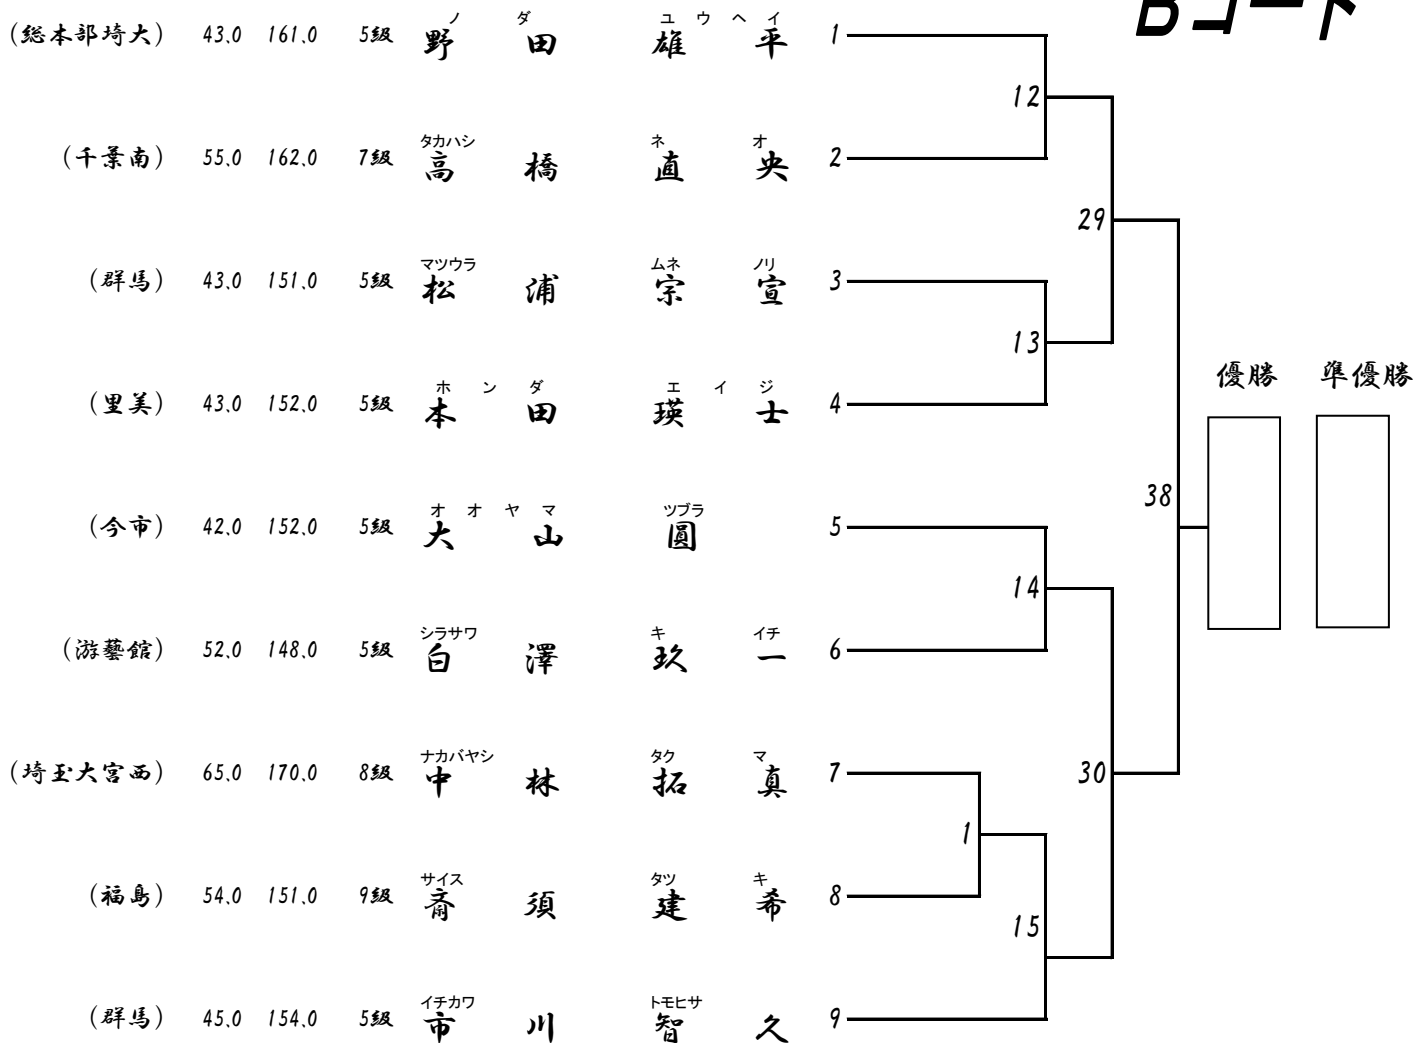 Bコート
ノ ダ ユ ウ ヘ イ
(総本部埼大) 43.0 161.0 5級 野 田 雄 平 1
12
タカハシ ネ オ
(千葉南) 55.0 162.0 7級 高 橋 直 央 2
29
マツウラ ムネ ノリ
(群馬) 43.0 151.0 5級 松 浦 宗 宣 3
13
優勝 準優勝
ホ ン ダ エ イ ジ
(里美) 43.0 152.0 5級 本 田 瑛 士 4
38
オ オ ヤ マ ツブラ
(今市) 42.0 152.0 5級 大 山 圓 5
14
シラサワ キ イチ
(游藝館) 52.0 148.0 5級 白 澤 玖 一 6
ナカバヤシ タク マ
(埼玉大宮西) 65.0 170.0 8級 中 林 拓 真 7
30
1
サイス タツ キ
(福島) 54.0 151.0 9級 斎 須 建 希 8
15
イチカワ トモヒサ
(群馬) 45.0 154.0 5級 市 川 智 久 9